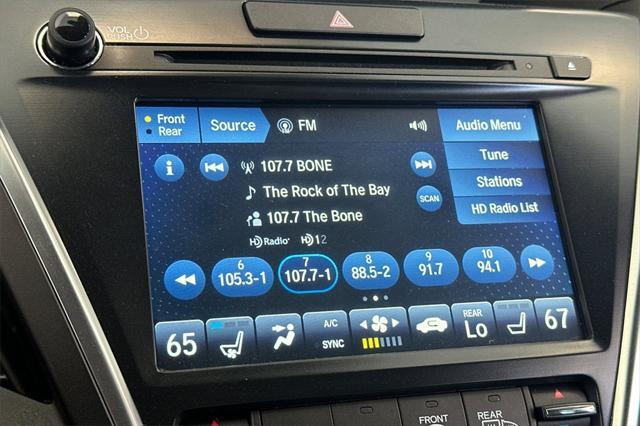 VOL
PUSH
Front
Rear
Source
FM
Audio Menu
i
107.7 BONE
Tune
The Rock of The Bay
SCAN
Stations
107.7 The Bone
HD Radio List
HD Radio HD 1 2
6 7 8 9 10
105.3-1 107.7-1 88.5-2 91.7 94.1
65
A/C
SYNC
REAR
Lo
67
FRONT
REAR